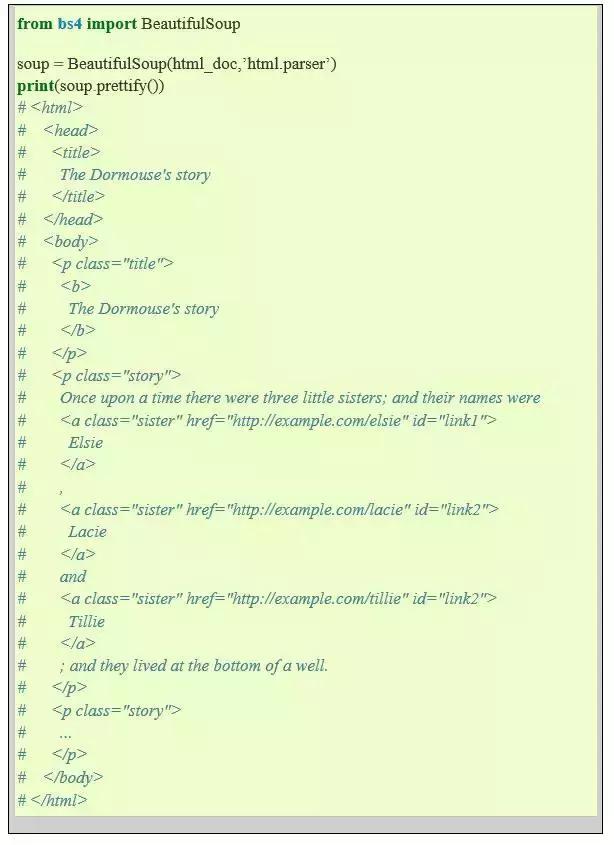 from bs4 import BeautifulSoup
soup = BeautifulSoup(html_doc,’html.parser’)
print(soup.prettify())
# <html>
#    <head>
#      <title>
#        The Dormouse's story
#      </title>
#    </head>
#    <body>
#      <p class="title">
#        <b>
#          The Dormouse's story
#        </b>
#      </p>
#      <p class="story">
#        Once upon a time there were three little sisters; and their names were
#        <a class="sister" href="http://example.com/elsie" id="link1">
#          Elsie
#        </a>
#        ,
#        <a class="sister" href="http://example.com/lacie" id="link2">
#          Lacie
#        </a>
#        and
#        <a class="sister" href="http://example.com/tillie" id="link2">
#          Tillie
#        </a>
#        ; and they lived at the bottom of a well.
#      </p>
#      <p class="story">
#        ...
#      </p>
#    </body>
# </html>